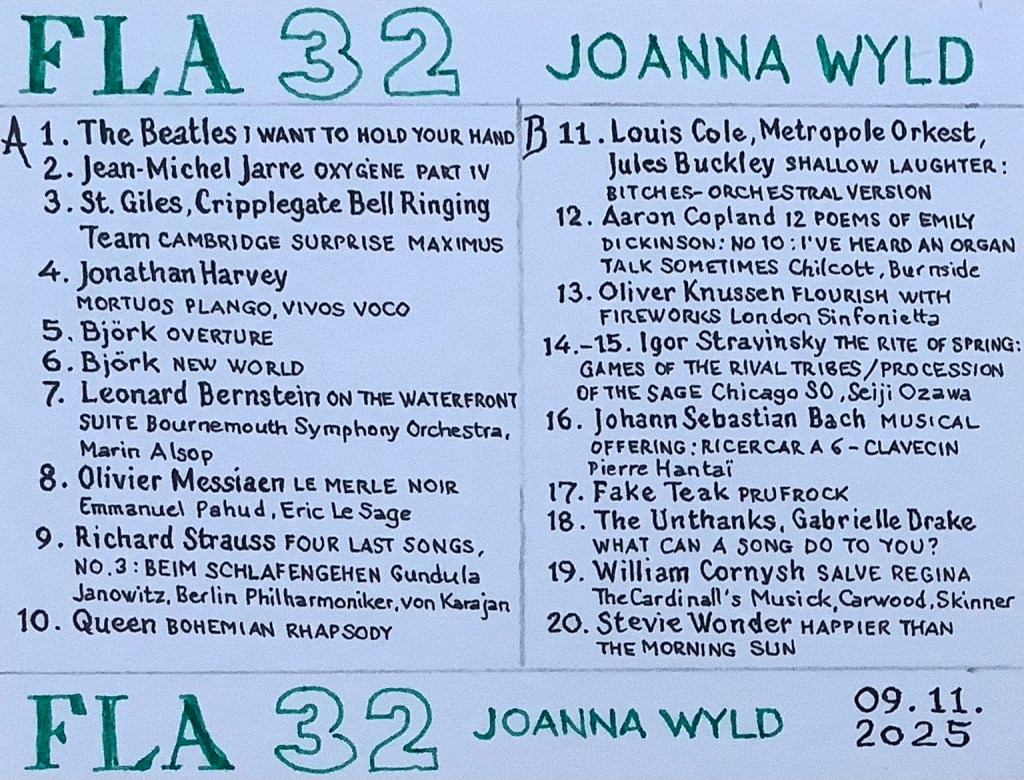 FLA 32 JOANNA WYLD
A 1. The Beatles I WANT TO HOLD YOUR HAND
2. Jean-Michel Jarre OXYGÈNE PART IV
3. St. Giles, Cripplegate Bell Ringing
Team CAMBRIDGE SURPRISE MAXIMUS
4. Jonathan Harvey
MORTUOS PLANGO, VIVOS VOCO
5. Björk OVERTURE
6. Björk NEW WORLD
7. Leonard Bernstein ON THE WATERFRONT
SUITE Bournemouth Symphony Orchestra,
Marin Alsop
8. Olivier Messiaen LE MERLE NOIR
Emmanuel Pahud, Eric Le Sage
9. Richard Strauss FOUR LAST SONGS,
NO.3: BEIM SCHLAFENGEHEN Gundula
Janowitz, Berlin Philharmoniker, von Karajan
10. Queen BOHEMIAN RHAPSODY
B 11. Louis Cole, Metropole Orkest,
Jules Buckley SHALLOW LAUGHTER:
BITCHES-ORCHESTRAL VERSION
12. Aaron Copland 12 POEMS OF EMILY
DICKINSON: NO 10: I'VE HEARD AN ORGAN
TALK SOMETIMES Chilcott, Burnside
13. Oliver Knussen FLOURISH WITH
FIREWORKS London Sinfonietta
14.-15. Igor Stravinsky THE RITE OF SPRING:
GAMES OF THE RIVAL TRIBES/PROCESSION
OF THE SAGE Chicago SO, Seiji Ozawa
16. Johann Sebastian Bach MUSICAL
OFFERING: RICERCAR A 6 - CLAVECIN
Pierre Hantaï
17. Fake Teak PRUFROCK
18. The Unthanks, Gabrielle Drake
WHAT CAN A SONG DO TO YOU?
19. William Cornysh SALVE REGINA
The Cardinall's Musick, Carwood, Skinner
20. Stevie Wonder HAPPIER THAN
THE MORNING SUN
FLA 32 JOANNA WYLD 09.11.
2025